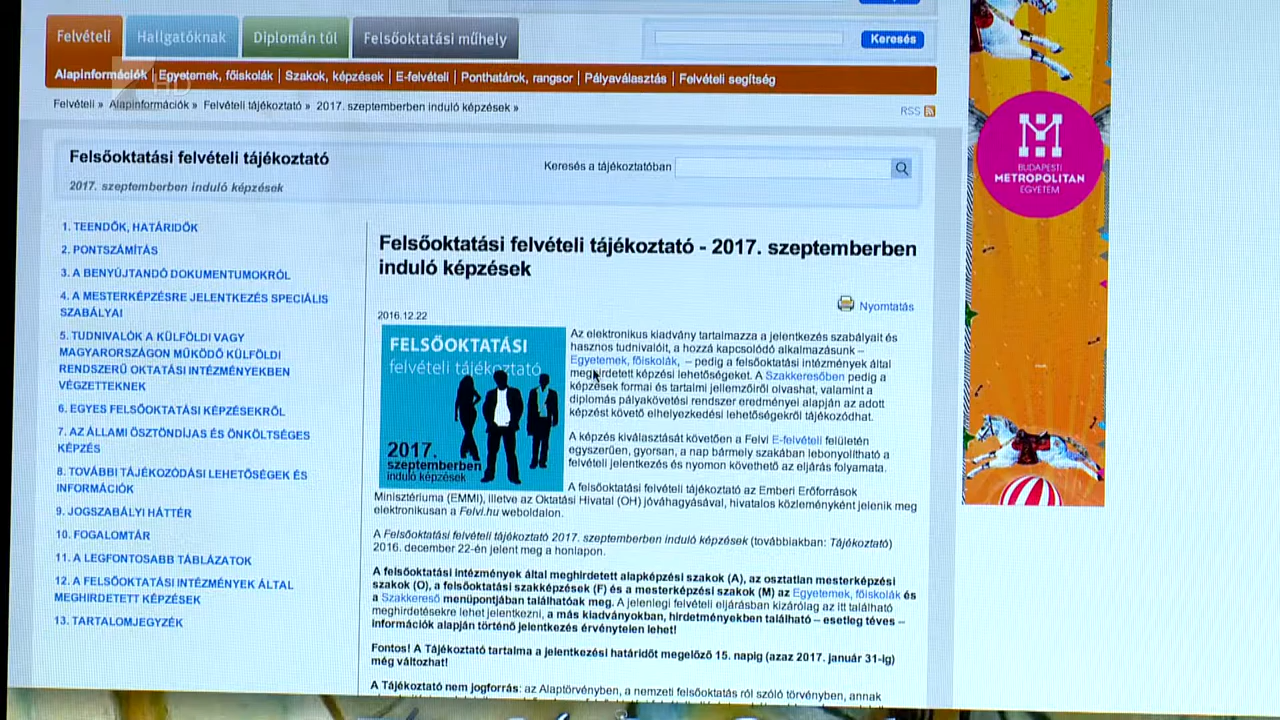 Felvételi
Hallgatóknak
Diplomán túl
Felsőoktatási műhely
Keresés
Alapinformációk | Egyetemek, főiskolák | Szakok, képzések | E-felvételi | Ponthatárok, rangsor | Pályaválasztás | Felvételi segítség
7 HD
Felvételi » Alapinformációk » Felvételi tájékoztató » 2017. szeptemberben induló képzések »
RSS
Felsőoktatási felvételi tájékoztató
2017. szeptemberben induló képzések
Keresés a tájékoztatóban
1. TEENDŐK, HATÁRIDŐK
2. PONTSZÁMÍTÁS
3. A BENYÚJTANDÓ DOKUMENTUMOKRÓL
4. A MESTERKÉPZÉSRE JELENTKEZÉS SPECIÁLIS
SZABÁLYAI
5. TUDNIVALÓK A KÜLFÖLDI VAGY
MAGYARORSZÁGON MŰKÖDŐ KÜLFÖLDI
RENDSZERŰ OKTATÁSI INTÉZMÉNYEKBEN
VÉGZETTEKNEK
6. EGYES FELSŐOKTATÁSI KÉPZÉSEKRŐL
7. AZ ÁLLAMI ÖSZTÖNDÍJAS ÉS ÖNKÖLTSÉGES
KÉPZÉS
8. TOVÁBBI TÁJÉKOZÓDÁSI LEHETŐSÉGEK ÉS
INFORMÁCIÓK
9. JOGSZABÁLYI HÁTTÉR
10. FOGALOMTÁR
11. A LEGFONTOSABB TÁBLÁZATOK
12. A FELSŐOKTATÁSI INTÉZMÉNYEK ÁLTAL
MEGHIRDETETT KÉPZÉSEK
13. TARTALOMJEGYZÉK
Felsőoktatási felvételi tájékoztató - 2017. szeptemberben
induló képzések
Nyomtatás
2016.12.22
FELSŐOKTATÁSI
felvételi tájékoztató
2017.
szeptemberben
induló képzések
Az elektronikus kiadvány tartalmazza a jelentkezés szabályait és
hasznos tudnivalóit, a hozzá kapcsolódó alkalmazásunk –
Egyetemek, főiskolák, – pedig a felsőoktatási intézmények által
meghirdetett képzési lehetőségeket. A Szakkeresőben pedig a
képzések formai és tartalmi jellemzőiről olvashat, valamint a
diplomás pályakövetési rendszer eredményei alapján az adott
képzést követő elhelyezkedési lehetőségekről tájékozódhat.
A képzés kiválasztását követően a Felvi E-felvételi felületén
egyszerűen, gyorsan, a nap bármely szakában lebonyolítható a
felvételi jelentkezés és nyomon követhető az eljárás folyamata.
A felsőoktatási felvételi tájékoztató az Emberi Erőforrások
Minisztériuma (EMMI), illetve az Oktatási Hivatal (OH) jóváhagyásával, hivatalos közleményként jelenik meg
elektronikusan a Felvi.hu weboldalon.
A Felsőoktatási felvételi tájékoztató 2017. szeptemberben induló képzések (továbbiakban: Tájékoztató)
2016. december 22-én jelent meg a honlapon.
A felsőoktatási intézmények által meghirdetett alapképzési szakok (A), az osztatlan mesterképzési
szakok (O), a felsőoktatási szakképzések (F) és a mesterképzési szakok (M) az Egyetemek, főiskolák és
a Szakkereső menüpontjában találhatóak meg. A jelenlegi felvételi eljárásban kizárólag az itt található
meghirdetésekre lehet jelentkezni, a más kiadványokban, hirdetményekben található – esetleg téves –
információk alapján történő jelentkezés érvénytelen lehet!
Fontos! A Tájékoztató tartalma a jelentkezési határidőt megelőző 15. napig (azaz 2017. január 31-ig)
még változhat!
A Tájékoztató nem jogforrás: az Alaptörvényben, a nemzeti felsőoktatás ról szóló törvényben, annak
BUDAPESTI
METROPOLITAN
EGYETEM